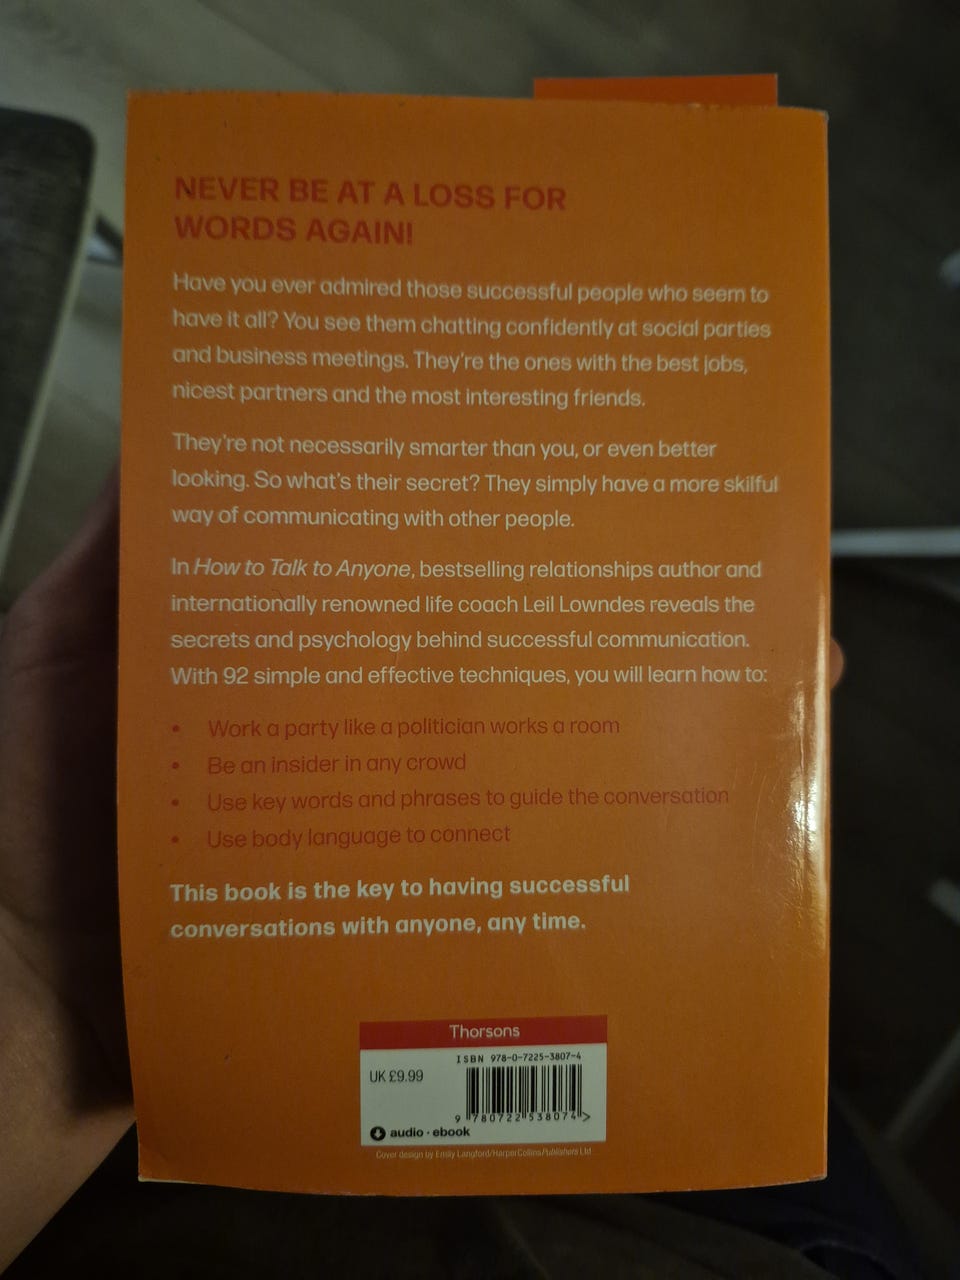 NEVER BE AT A LOSS FOR
WORDS AGAIN!
Have you ever admired those successful people who seem to
have it all? You see them chatting confidently at social parties
and business meetings. They're the ones with the best jobs,
nicest partners and the most interesting friends.
They're not necessarily smarter than you, or even better
looking. So what's their secret? They simply have a more skilful
way of communicating with other people.
In How to Talk to Anyone, bestselling relationships author and
internationally renowned life coach Leil Lowndes reveals the
secrets and psychology behind successful communication.
With 92 simple and effective techniques, you will learn how to:
• Work a party like a politician works a room
• Be an insider in any crowd
• Use key words and phrases to guide the conversation
• Use body language to connect
This book is the key to having successful
conversations with anyone, any time.
Thorsons
ISBN 978-0-7225-3807-4
UK £9.99
9 780722 538074 >
audio · ebook
Cover design by Emily Langford/HarperCollinsPublishers Ltd